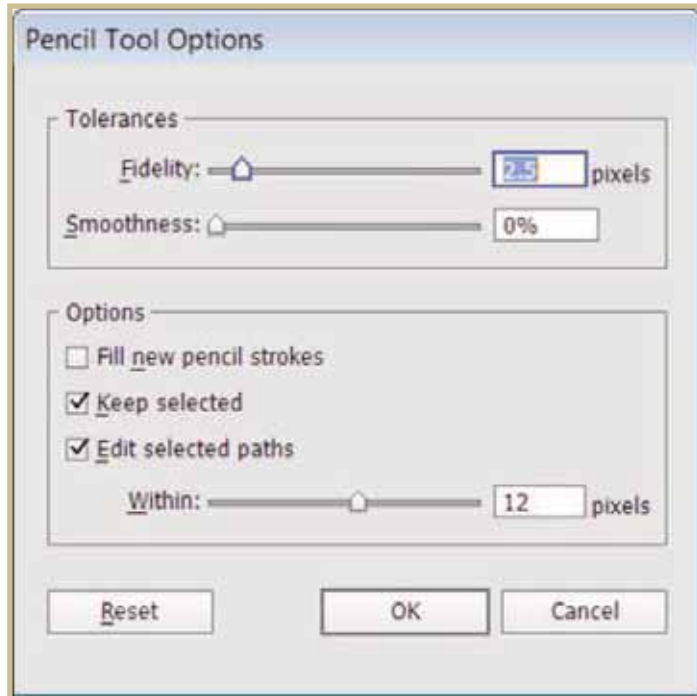 Pencil Tool Options
Tolerances
Fidelity: 2.5 pixels
Smoothness: 0%
Options
Fill new pencil strokes
Keep selected
Edit selected paths
Within: 12 pixels
Reset OK Cancel